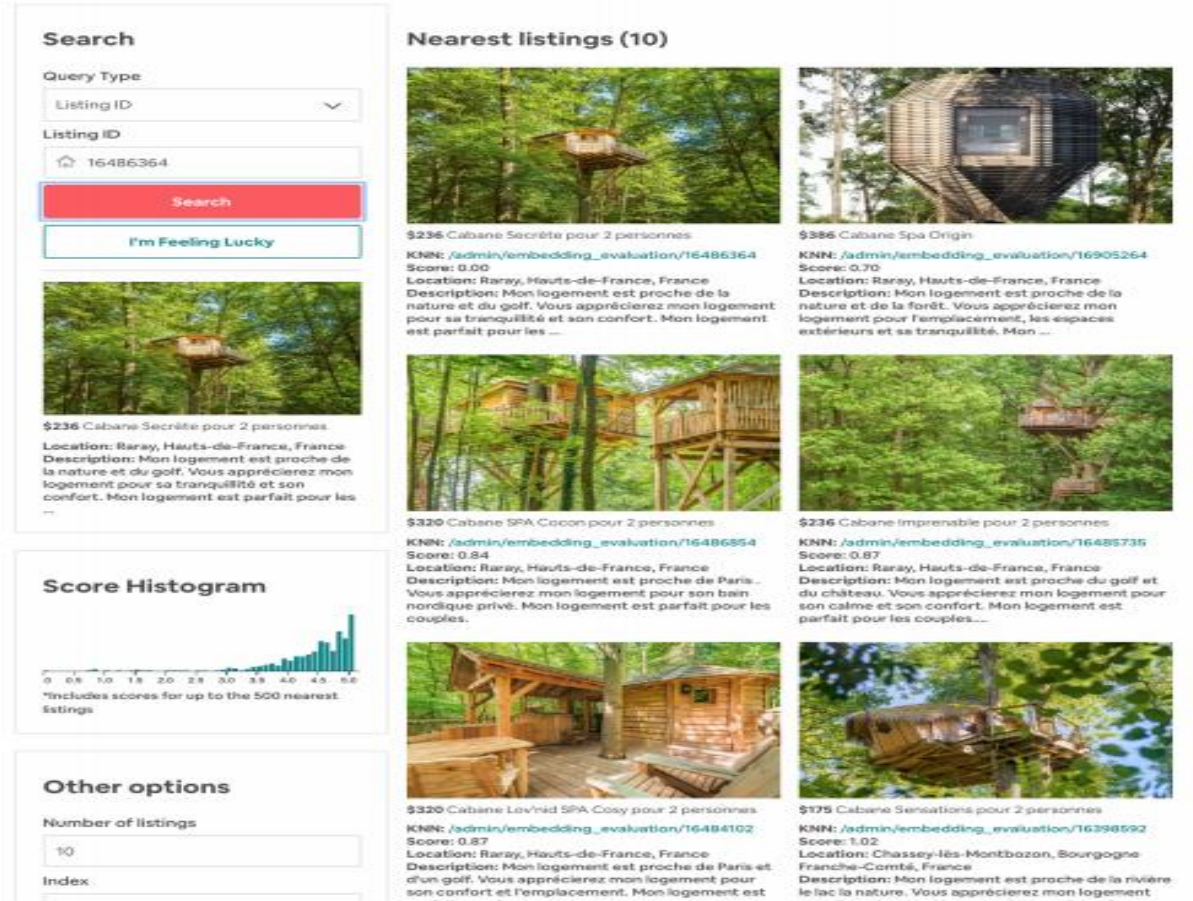 Search
Query Type
Listing ID
Listing ID
16486364
Search
I'm Feeling Lucky
$236 Cabane Secrète pour 2 personnes
Location: Raray, Hauts-de-France, France
Description: Mon logement est proche de
la nature et du golf. Vous apprécierez mon
logement pour sa tranquillité et son
confort. Mon logement est parfait pour les
...
Score Histogram
0 0.5 1.0 1.5 2.0 2.5 3.0 3.5 4.0 4.5 5.0
*Includes scores for up to the 500 nearest
listings
Other options
Number of listings
10
Index
Nearest listings (10)
$236 Cabane Secrète pour 2 personnes
KNN: /admin/embedding_evaluation/16486364
Score: 0.00
Location: Raray, Hauts-de-France, France
Description: Mon logement est proche de la
nature et du golf. Vous apprécierez mon logement
pour sa tranquillité et son confort. Mon logement
est parfait pour les ...
$386 Cabane Spa Origin
KNN: /admin/embedding_evaluation/16905264
Score: 0.70
Location: Raray, Hauts-de-France, France
Description: Mon logement est proche de la
nature et de la forêt. Vous apprécierez mon
logement pour l'emplacement, les espaces
extérieurs et sa tranquillité. Mon ...
$320 Cabane SPA Cocon pour 2 personnes
KNN: /admin/embedding_evaluation/16486854
Score: 0.84
Location: Raray, Hauts-de-France, France
Description: Mon logement est proche de Paris .
Vous apprécierez mon logement pour son bain
nordique privé. Mon logement est parfait pour les
couples.
$236 Cabane Imprenable pour 2 personnes
KNN: /admin/embedding_evaluation/16485735
Score: 0.87
Location: Raray, Hauts-de-France, France
Description: Mon logement est proche du golf et
du château. Vous apprécierez mon logement pour
son calme et son confort. Mon logement est
parfait pour les couples....
$320 Cabane Lov'nid SPA Cosy pour 2 personnes
KNN: /admin/embedding_evaluation/16484102
Score: 0.87
Location: Raray, Hauts-de-France, France
Description: Mon logement est proche de Paris et
d'un golf. Vous apprécierez mon logement pour
son confort et l'emplacement. Mon logement est
$175 Cabane Sensations pour 2 personnes
KNN: /admin/embedding_evaluation/16398592
Score: 1.02
Location: Chassey-lès-Montbozon, Bourgogne
Franche-Comté, France
Description: Mon logement est proche de la rivière
le lac la nature. Vous apprécierez mon logement